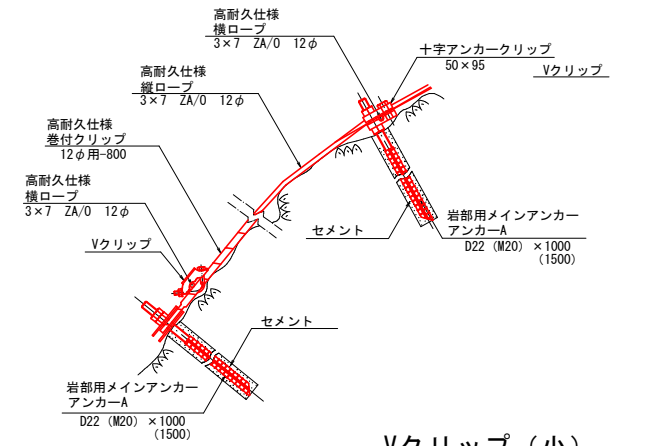 高耐久仕様
横ロープ
3×7 ZA/0 12φ
十字アンカークリップ
50×95
Vクリップ
高耐久仕様
縦ロープ
3×7 ZA/0 12φ
高耐久仕様
巻付クリップ
12φ用-800
高耐久仕様
横ロープ
3×7 ZA/0 12φ
Vクリップ
セメント
岩部用メインアンカー
アンカーA
D22 (M20) ×1000
(1500)
セメント
岩部用メインアンカー
アンカーA
D22 (M20) ×1000
(1500)
Vクリップ (小)